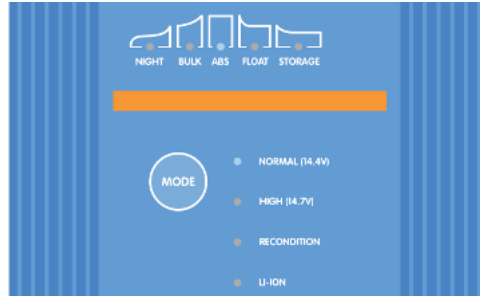 NIGHT BULK ABS FLOAT STORAGE
MODE
NORMAL (14.4V)
HIGH (14.7V)
RECONDITION
LI-ION